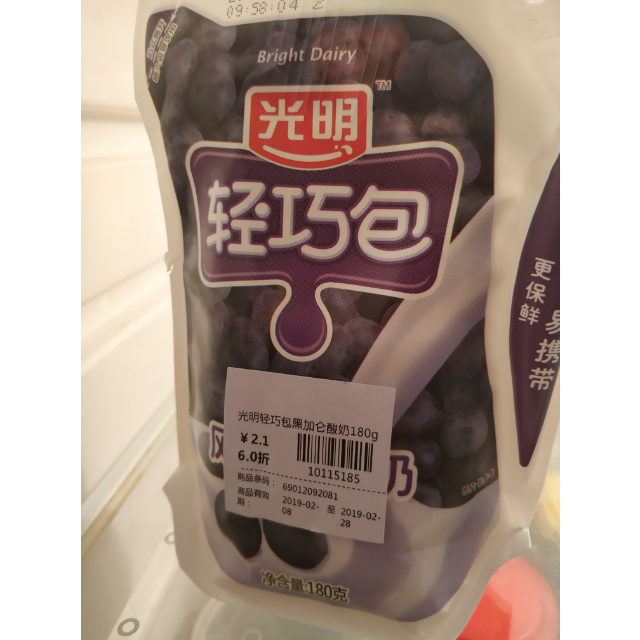 09:58:04 2
Bright Dairy
光明
TM
轻巧包
更保鲜
易携带
光明轻巧包黑加仑酸奶180g
¥2.1
6.0折
10115185
商品条码: 69012092081
商品有效期: 2019-02-08 至 2019-02-28
风
奶
净含量:180克